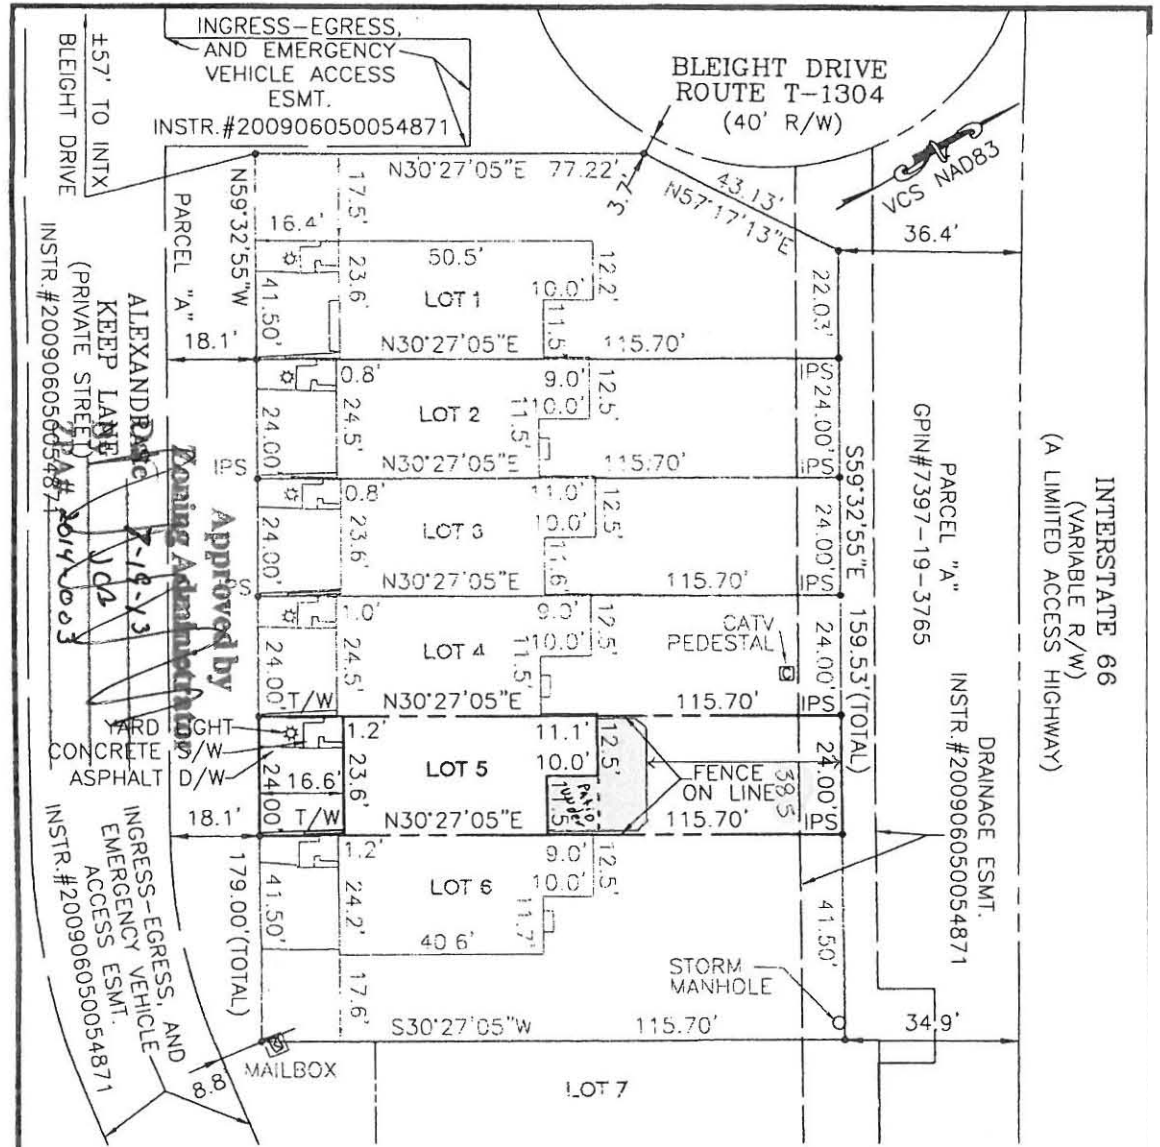 INGRESS-EGRESS,
AND EMERGENCY
VEHICLE ACCESS
ESMT.
INSTR.#200906050054871
±57' TO INTX
BLEIGHT DRIVE
BLEIGHT DRIVE
ROUTE T-1304
(40' R/W)
VCS NAD83
N30°27'05"E 77.22'
3.7'
43.13'
N57°17'13"E
36.4'
N59°32'55"W
PARCEL "A"
17.5'
16.4'
50.5'
23.6'
41.50'
LOT 1
12.2'
10.0'
11.5'
22.03'
18.1'
N30°27'05"E
115.70'
IPS
0.8'
9.0'
12.5'
LOT 2
24.00'
24.5'
11.5'
10.0'
24.00'
IPS
N30°27'05"E
115.70'
IPS
0.8'
11.0'
12.5'
LOT 3
10.0'
24.00'
23.6'
11.6'
24.00'
N30°27'05"E
115.70'
IPS
1.0'
9.0'
12.5'
LOT 4
10.0'
24.00'
24.5'
11.5'
24.00'
CATV
PEDESTAL
T/W
N30°27'05"E
115.70'
IPS
YARD
CONCRETE S/W
ASPHALT D/W
1.2'
11.1'
12.5'
LOT 5
10.0'
16.6'
24.00'
23.6'
Patio
under
FENCE
ON LINE
38.5
24.00'
18.1'
T/W
N30°27'05"E
115.70'
IPS
1.2'
9.0'
12.5'
LOT 6
10.0'
41.50'
24.2'
11.7'
41.50'
40.6'
17.6'
179.00'(TOTAL)
STORM
MANHOLE
S30°27'05"W
115.70'
34.9'
MAILBOX
8.8
LOT 7
ALEXANDRAS
KEEP LANE
(PRIVATE STREET)
INSTR.#200906050054871
Approved by
Zoning Administrator
INGRESS-EGRESS, AND
EMERGENCY VEHICLE
ACCESS ESMT.
INSTR.#200906050054871
S59°32'55"E 159.53'(TOTAL)
PARCEL "A"
GPIN#7397-19-3765
DRAINAGE ESMT.
INSTR.#200906050054871
INTERSTATE 66
(VARIABLE R/W)
(A LIMITED ACCESS HIGHWAY)